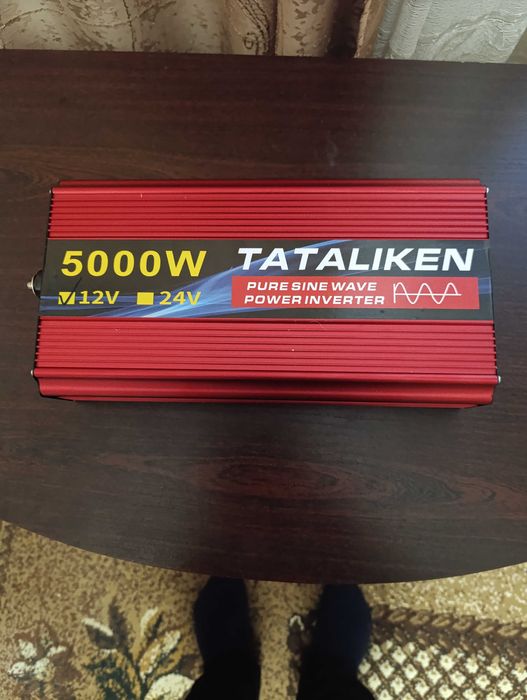 5000W
12V 24V
TATALIKEN
PURE SINE WAVE
POWER INVERTER